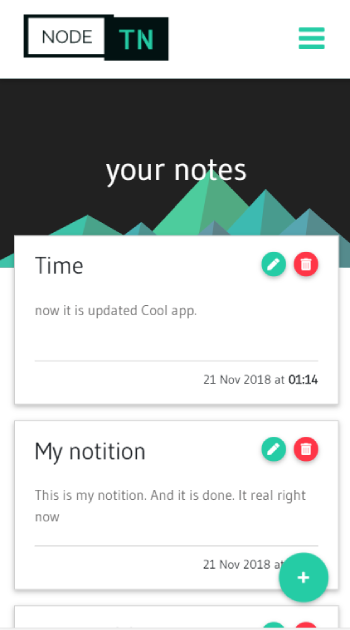 NODE TN
your notes
Time
now it is updated Cool app.
21 Nov 2018 at 01:14
My notition
This is my notition. And it is done. It real right
now
21 Nov 2018 at
+